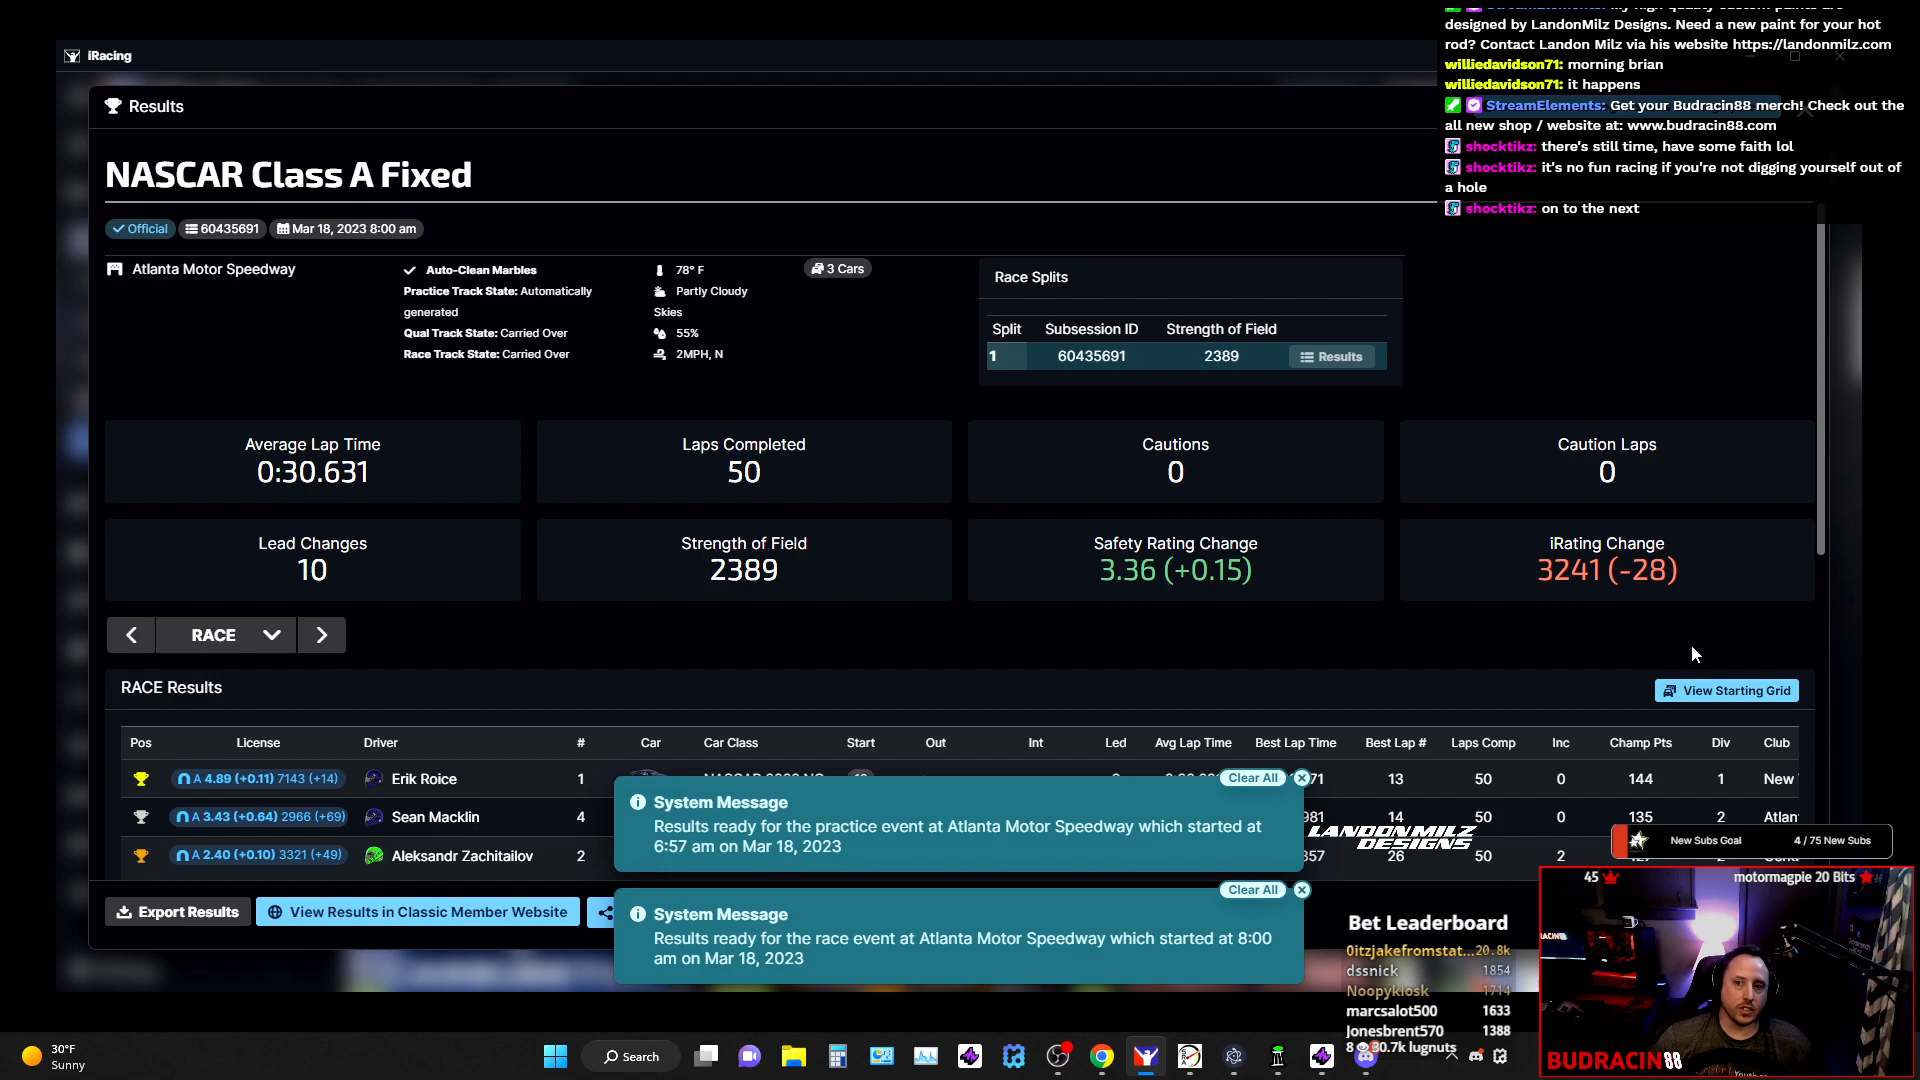 designed by LandonMilz Designs. Need a new paint for your hot
rod? Contact Landon Milz via his website https://landonmilz.com
williedavidson71: morning brian
williedavidson71: it happens
StreamElements: Get your Budracin88 merch! Check out the
all new shop / website at: www.budracin88.com
shocktikz: there's still time, have some faith lol
shocktikz: it's no fun racing if you're not digging yourself out of
a hole
shocktikz: on to the next
iRacing
Results
NASCAR Class A Fixed
Official 60435691 Mar 18, 2023 8:00 am
Atlanta Motor Speedway
Auto-Clean Marbles
Practice Track State: Automatically
generated
Qual Track State: Carried Over
Race Track State: Carried Over
78° F
Partly Cloudy
Skies
55%
2MPH, N
3 Cars
Race Splits
Split Subsession ID Strength of Field
1 60435691 2389 Results
Average Lap Time
0:30.631
Laps Completed
50
Cautions
0
Caution Laps
0
Lead Changes
10
Strength of Field
2389
Safety Rating Change
3.36 (+0.15)
iRating Change
3241 (-28)
RACE
RACE Results
View Starting Grid
Pos License Driver # Car Car Class Start Out Int Led Avg Lap Time Best Lap Time Best Lap # Laps Comp Inc Champ Pts Div Club
A 4.89 (+0.11) 7143 (+14) Erik Roice 1 13 50 0 144 1 New
A 3.43 (+0.64) 2966 (+69) Sean Macklin 4 14 50 0 135 2 Atlan
A 2.40 (+0.10) 3321 (+49) Aleksandr Zachitailov 2 26 50 2
Clear All
System Message
Results ready for the practice event at Atlanta Motor Speedway which started at
6:57 am on Mar 18, 2023
Clear All
System Message
Results ready for the race event at Atlanta Motor Speedway which started at 8:00
am on Mar 18, 2023
Export Results
View Results in Classic Member Website
LANDONMILZ
DESIGNS
New Subs Goal 4 / 75 New Subs
45 motormagpie 20 Bits
Bet Leaderboard
0itzjakefromstat... 20.8k
dssnick 1854
Noopykiosk 1714
marcsalot500 1633
Jonesbrent570 1388
8 30.7k lugnuts
BUDRACIN88
30°F
Sunny
Search